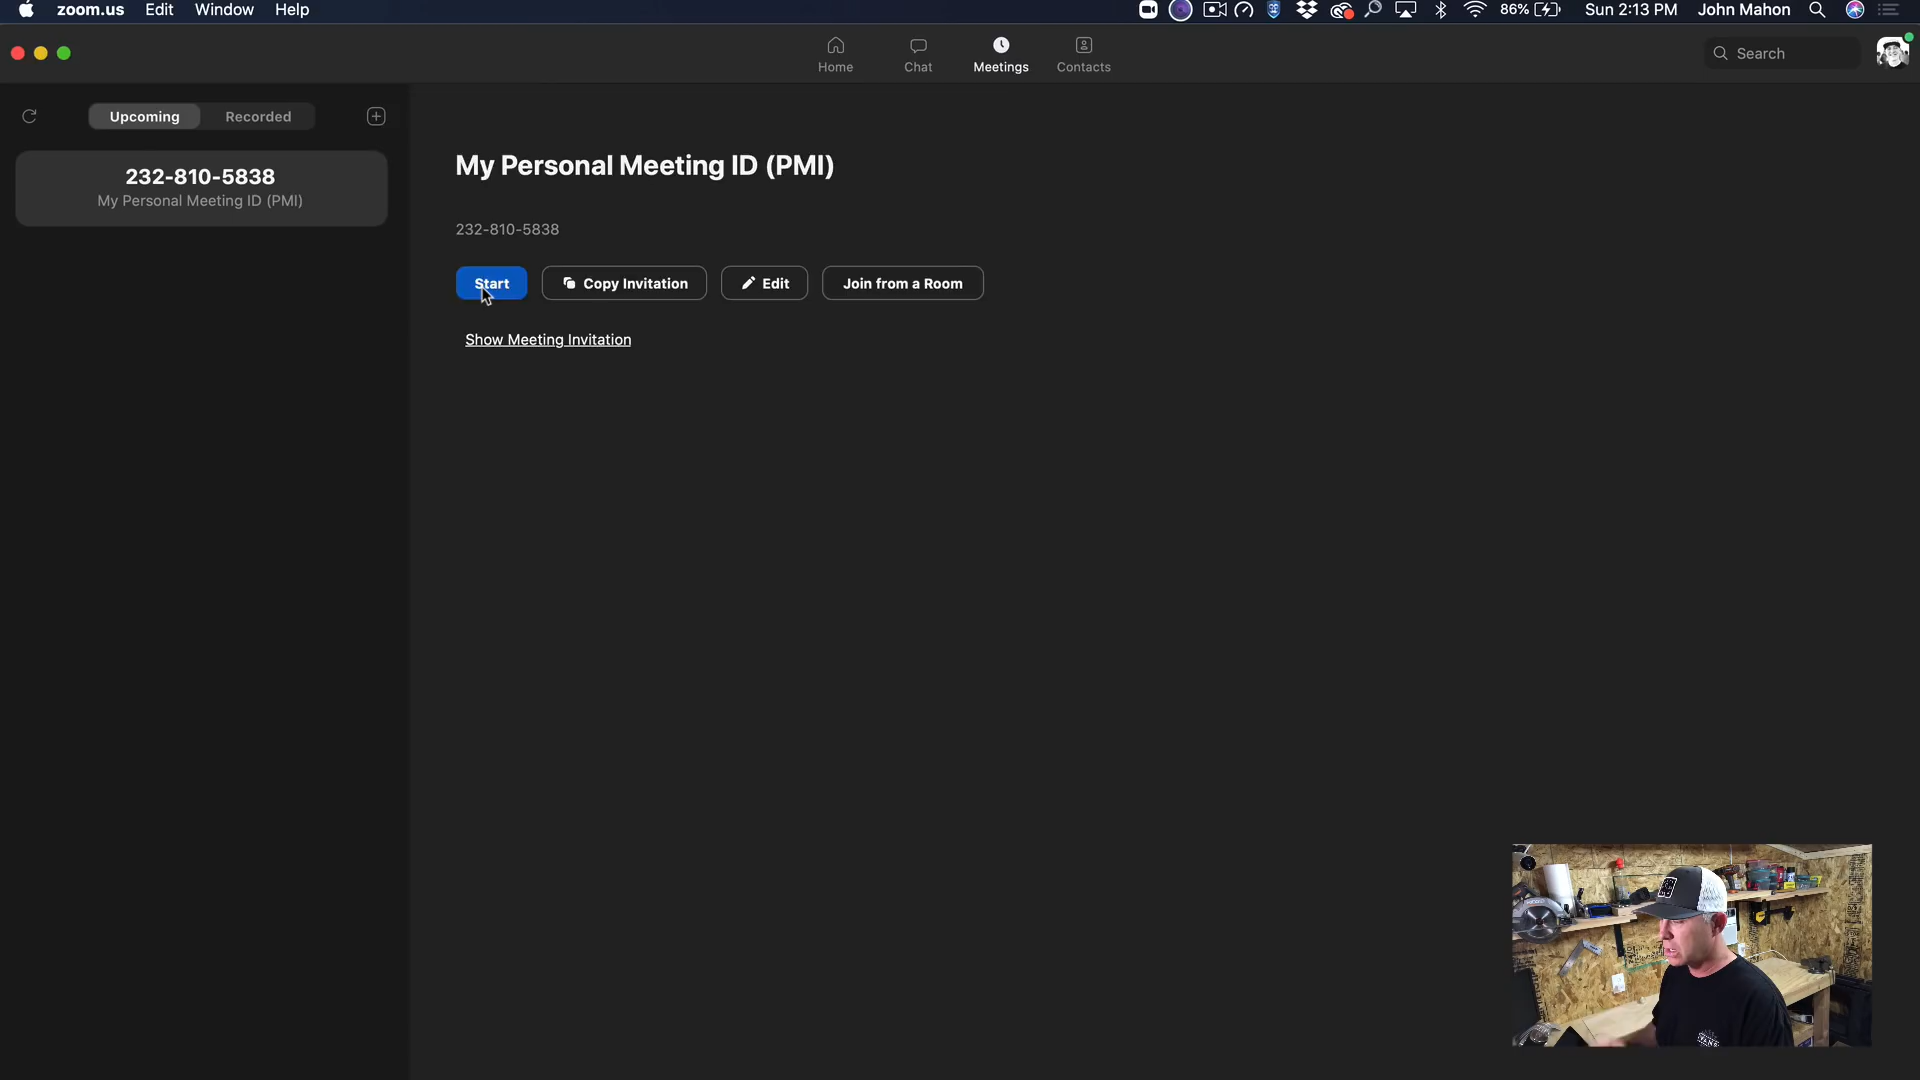 zoom.us Edit Window Help 86% Sun 2:13 PM John Mahon
Home Chat Meetings Contacts Search
Upcoming Recorded
232-810-5838
My Personal Meeting ID (PMI)
My Personal Meeting ID (PMI)
232-810-5838
Start Copy Invitation Edit Join from a Room
Show Meeting Invitation